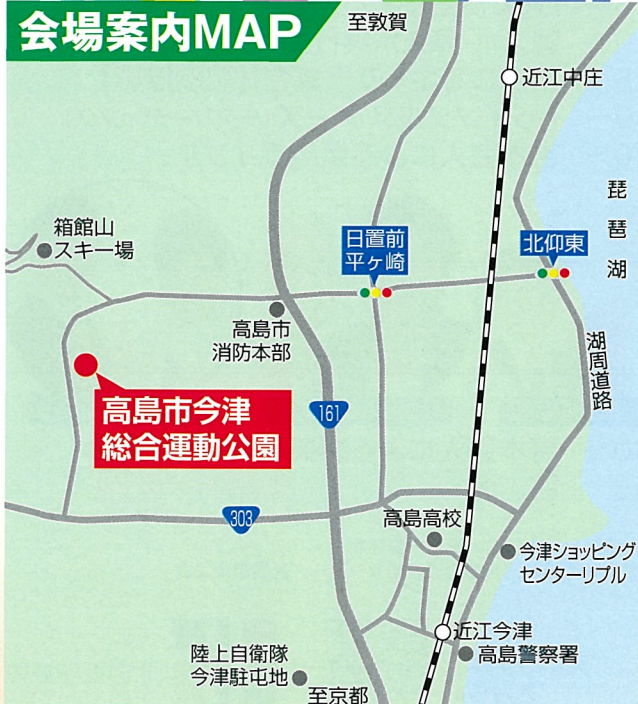 会場案内MAP
至敦賀
近江中庄
琵琶湖
箱館山
スキー場
日置前
平ヶ崎
北仰東
高島市
消防本部
湖周道路
高島市今津
総合運動公園
161
303
高島高校
今津ショッピング
センターリプル
近江今津
高島警察署
陸上自衛隊
今津駐屯地
至京都